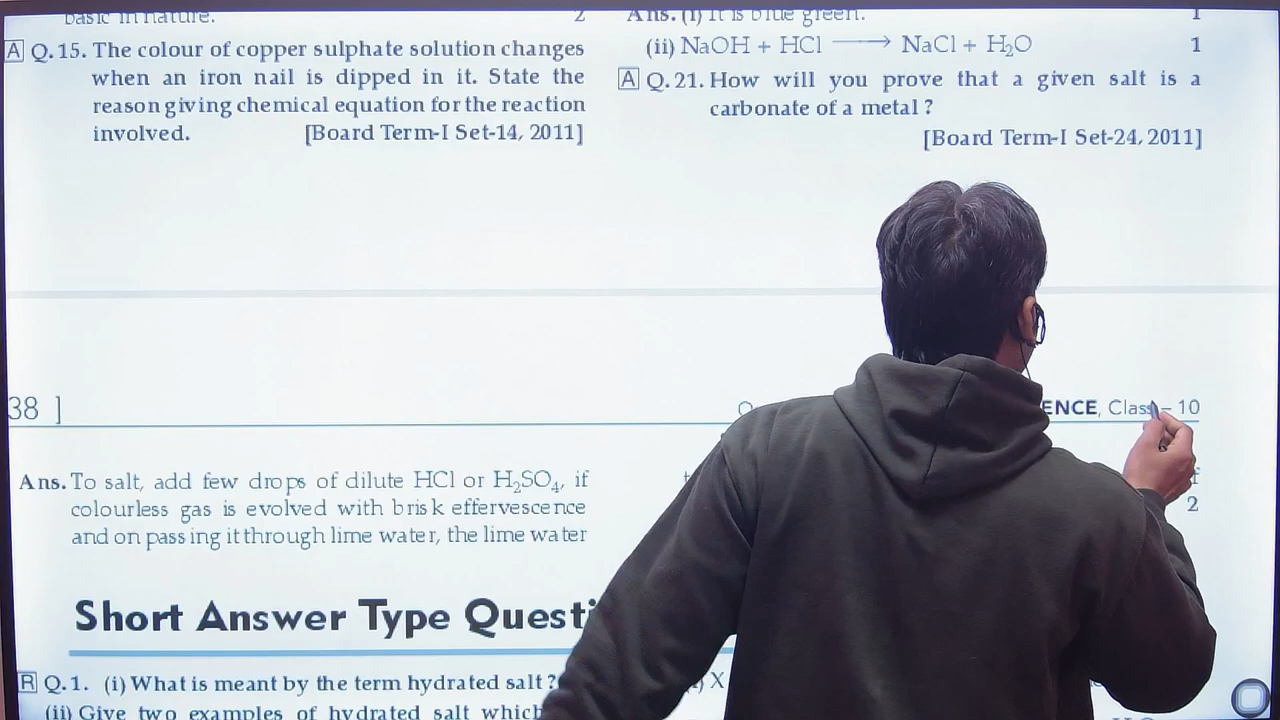 basic in nature. 2
A Q. 15. The colour of copper sulphate solution changes
when an iron nail is dipped in it. State the
reason giving chemical equation for the reaction
involved. [Board Term-I Set-14, 2011]
Ans. (i) It is blue green. 1
(ii) NaOH + HCl ⟶ NaCl + H₂O 1
A Q. 21. How will you prove that a given salt is a
carbonate of a metal ?
[Board Term-I Set-24, 2011]
38 ]
ENCE, Class – 10
Ans. To salt, add few drops of dilute HCl or H₂SO₄, if
colourless gas is evolved with brisk effervescence
and on passing it through lime water, the lime water
2
Short Answer Type Questi
R Q. 1. (i) What is meant by the term hydrated salt ?
(ii) Give two examples of hydrated salt which
X